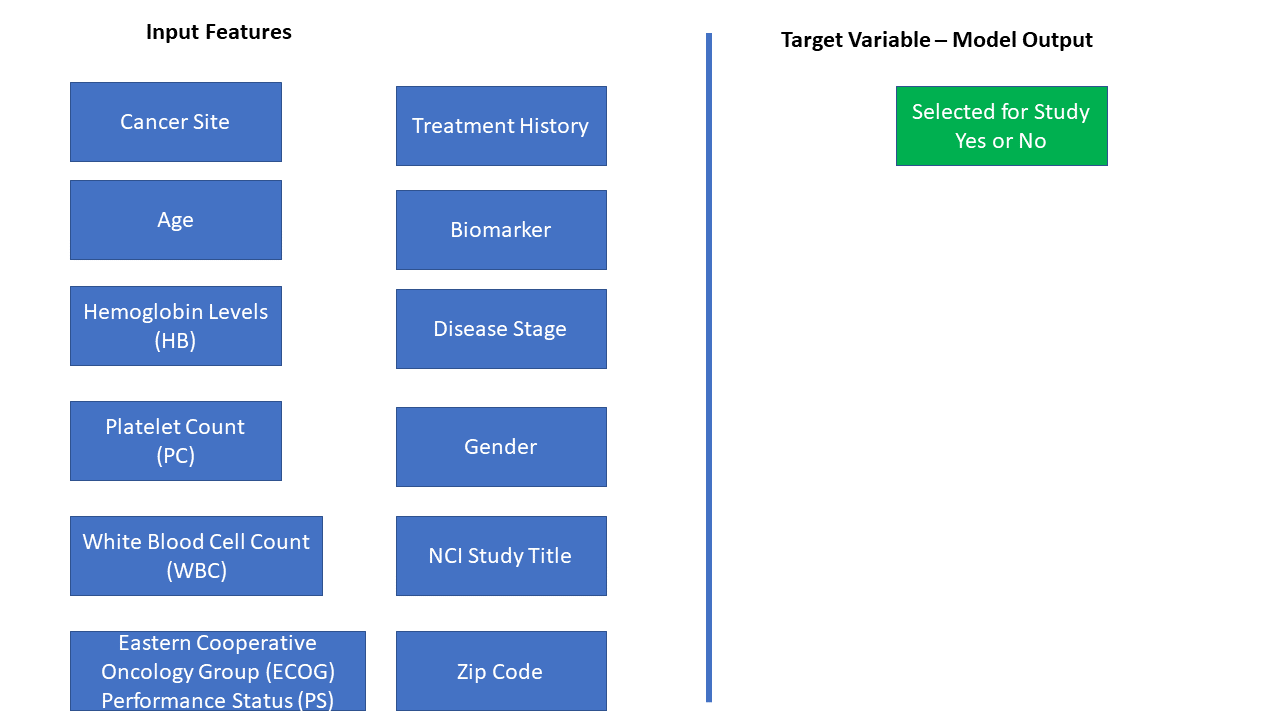 Input Features
Cancer Site
Age
Hemoglobin Levels
(HB)
Platelet Count
(PC)
White Blood Cell Count
(WBC)
Eastern Cooperative
Oncology Group (ECOG)
Performance Status (PS)
Treatment History
Biomarker
Disease Stage
Gender
NCI Study Title
Zip Code
Target Variable – Model Output
Selected for Study
Yes or No